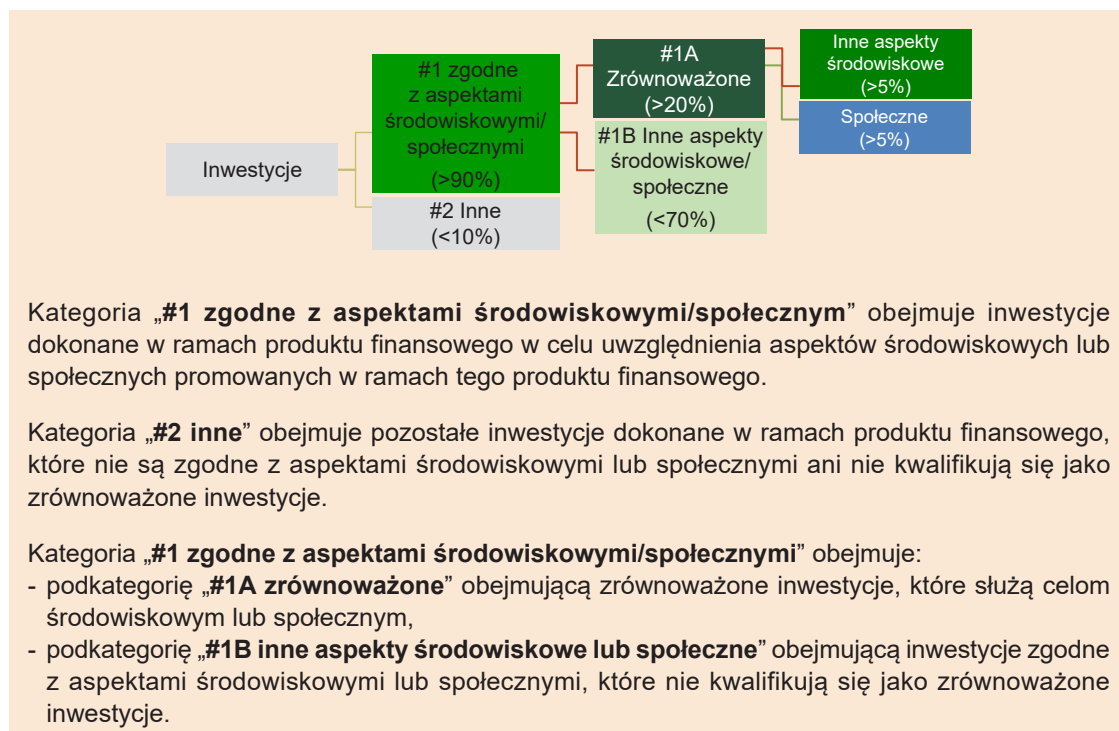 Inwestycje
#1 zgodne
z aspektami
środowiskowymi/
społecznymi
(>90%)
#2 Inne
(<10%)
#1A
Zrównoważone
(>20%)
#1B Inne aspekty
środowiskowe/
społeczne
(<70%)
Inne aspekty
środowiskowe
(>5%)
Społeczne
(>5%)
Kategoria „#1 zgodne z aspektami środowiskowymi/społecznym” obejmuje inwestycje
dokonane w ramach produktu finansowego w celu uwzględnienia aspektów środowiskowych lub
społecznych promowanych w ramach tego produktu finansowego.
Kategoria „#2 inne” obejmuje pozostałe inwestycje dokonane w ramach produktu finansowego,
które nie są zgodne z aspektami środowiskowymi lub społecznymi ani nie kwalifikują się jako
zrównoważone inwestycje.
Kategoria „#1 zgodne z aspektami środowiskowymi/społecznymi” obejmuje:
- podkategorię „#1A zrównoważone” obejmującą zrównoważone inwestycje, które służą celom
środowiskowym lub społecznym,
- podkategorię „#1B inne aspekty środowiskowe lub społeczne” obejmującą inwestycje zgodne
z aspektami środowiskowymi lub społecznymi, które nie kwalifikują się jako zrównoważone
inwestycje.